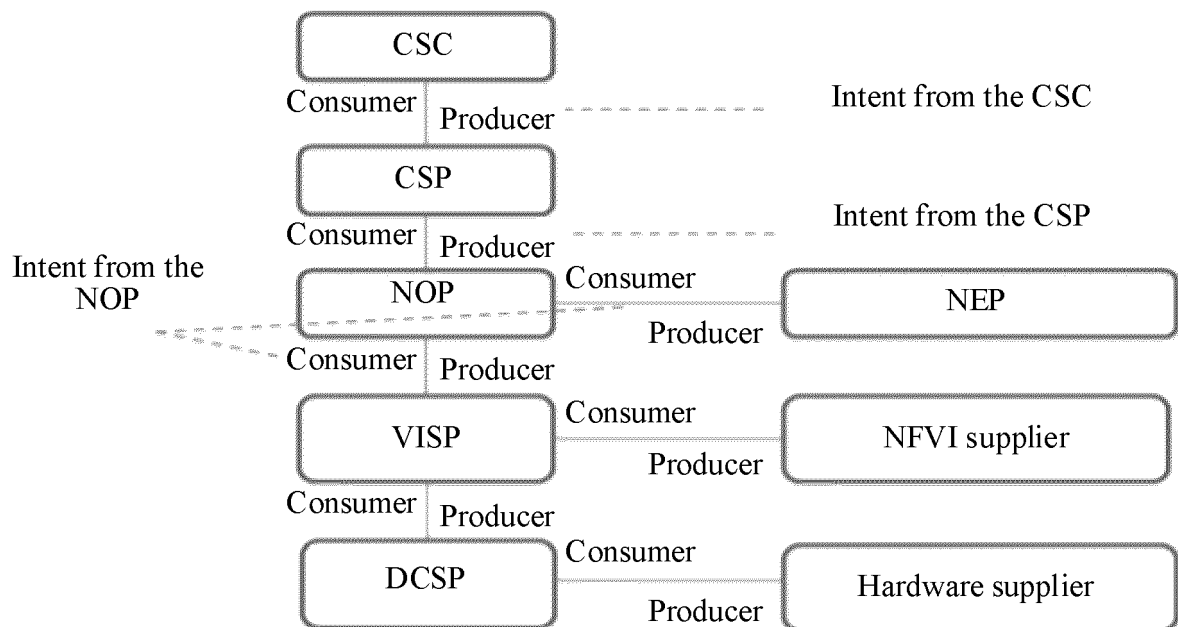 CSC
Consumer
Producer
Intent from the CSC
CSP
Consumer
Producer
Intent from the CSP
Intent from the
NOP
NOP
Consumer
Producer
NEP
Consumer
Producer
VISP
Consumer
Producer
NFVI supplier
Consumer
Producer
DCSP
Consumer
Producer
Hardware supplier